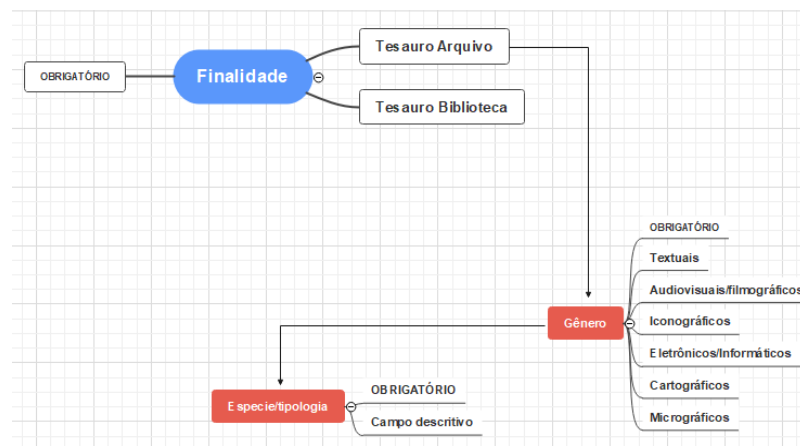 Tesauro Arquivo
OBRIGATÓRIO
Finalidade
Tesauro Biblioteca
OBRIGATÓRIO
Textuais
Audiovisuais/filmográficos
Gênero
Iconográficos
Eletrônicos/Informáticos
Cartográficos
Micrográficos
Especie/tipologia
OBRIGATÓRIO
Campo descritivo